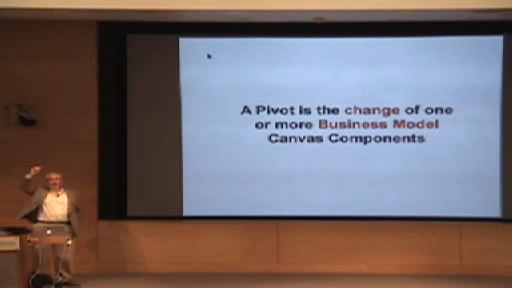 A Pivot is the change of one
or more Business Model
Canvas Components